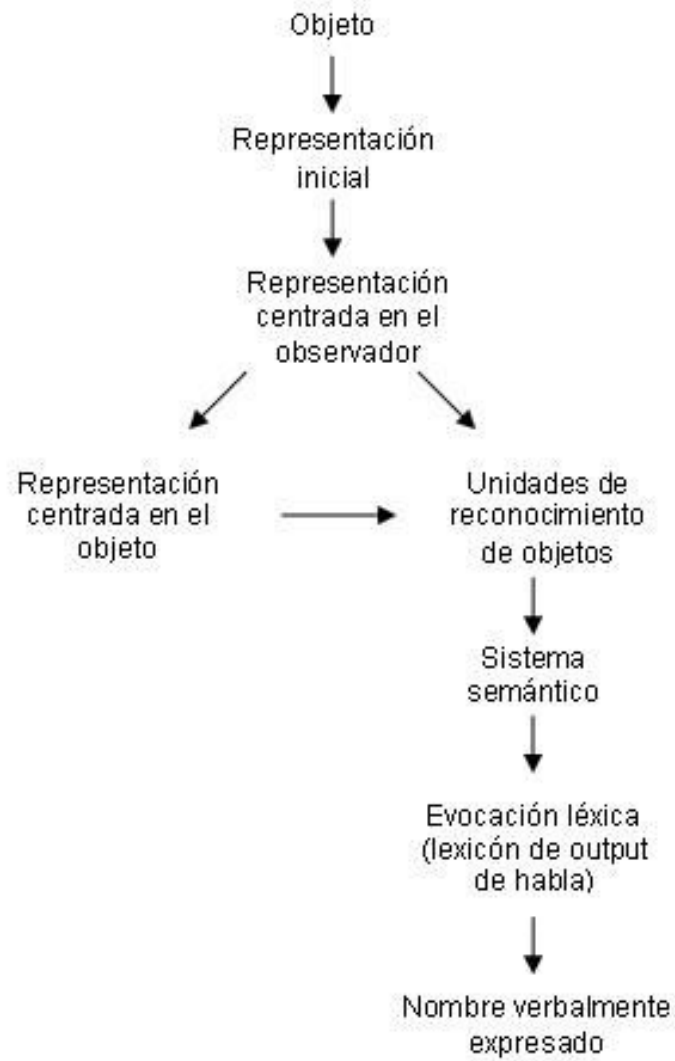 Objeto
Representación
inicial
Representación
centrada en el
observador
Representación
centrada en el
objeto
Unidades de
reconocimiento
de objetos
Sistema
semántico
Evocación léxica
(lexicón de output
de habla)
Nombre verbalmente
expresado